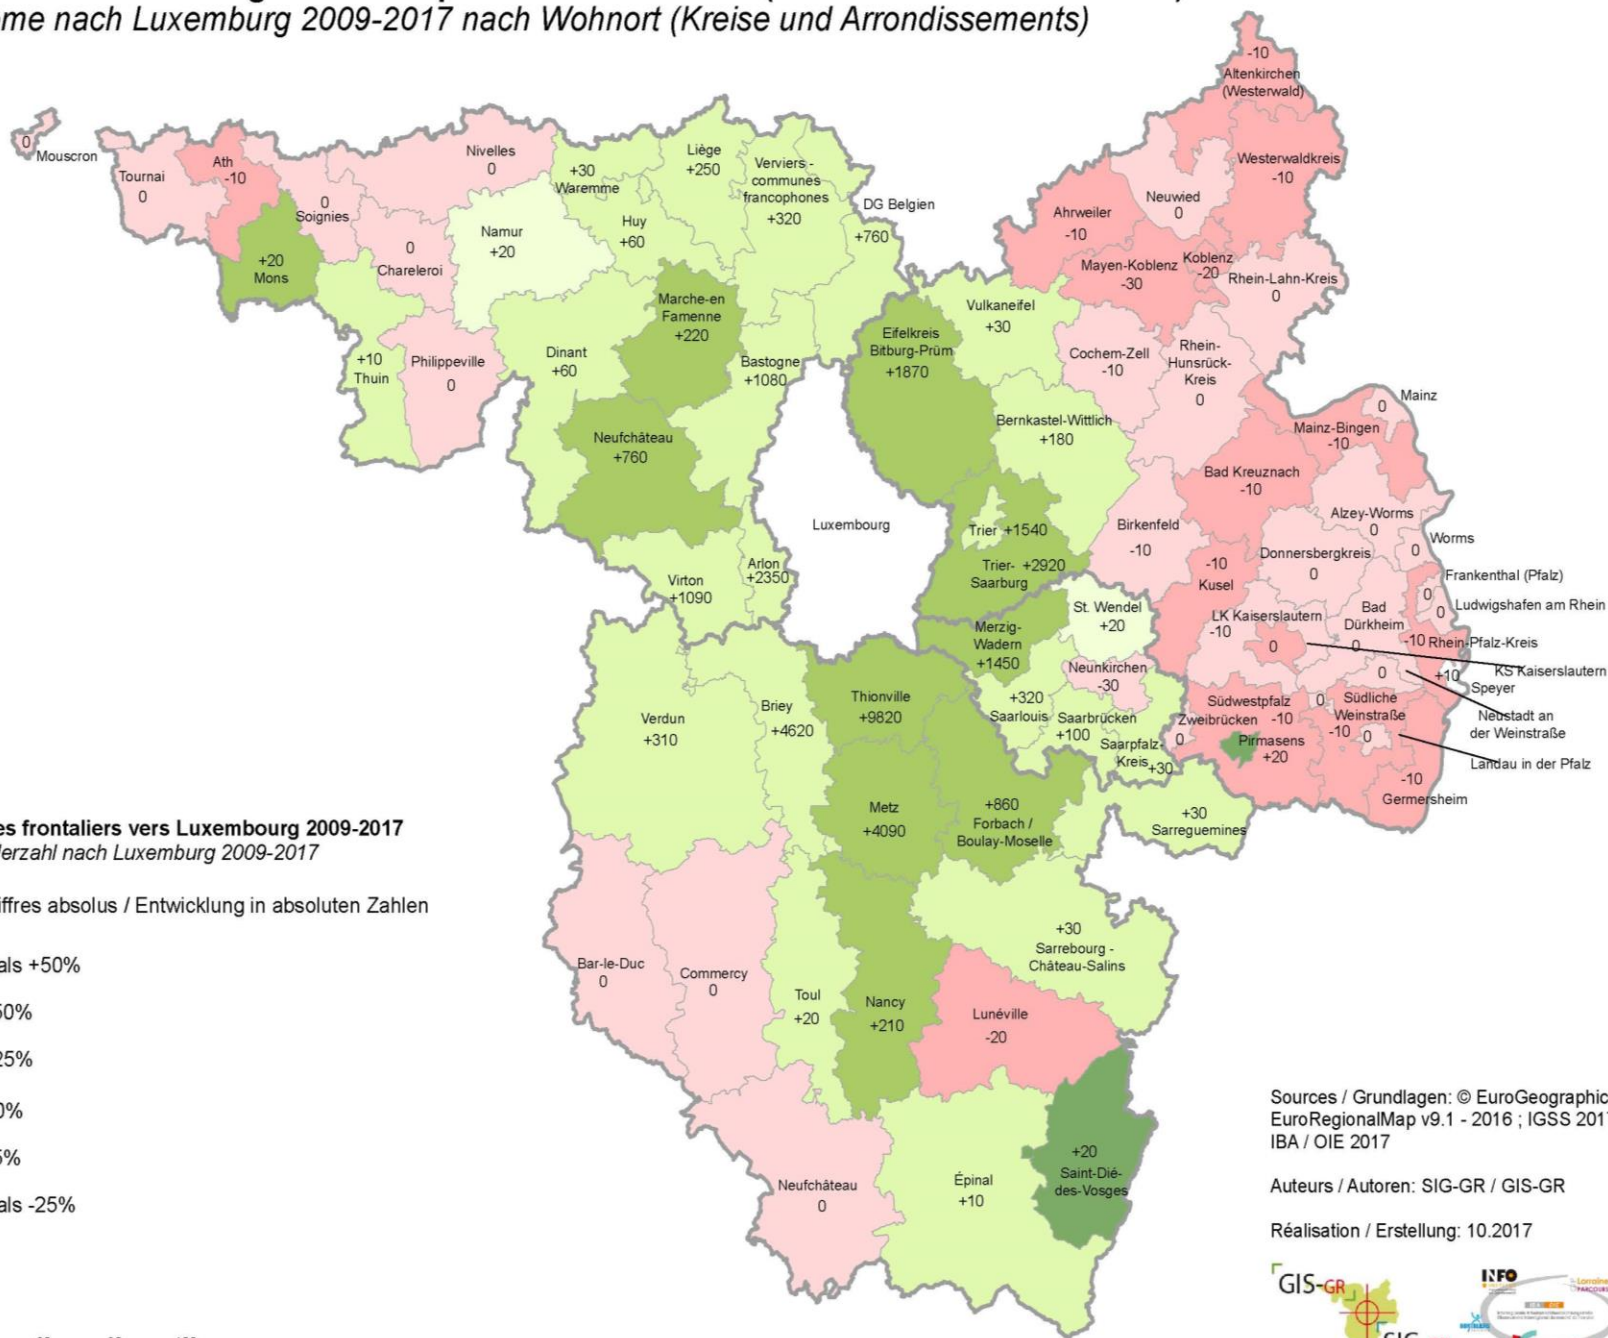 me nach Luxemburg 2009-2017 nach Wohnort (Kreise und Arrondissements)
-10
Altenkirchen
(Westerwald)
0
Mouscron
Tournai
0
Ath
-10
0
Soignies
Nivelles
0
+30
Waremme
Liège
+250
Verviers -
communes
francophones
+320
DG Belgien
+760
Westerwaldkreis
-10
Neuwied
0
Ahrweiler
-10
Mayen-Koblenz
-30
Koblenz
-20
Rhein-Lahn-Kreis
0
+20
Mons
0
Chareleroi
Namur
+20
Huy
+60
Marche-en
Famenne
+220
Vulkaneifel
+30
Eifelkreis
Bitburg-Prüm
+1870
Cochem-Zell
-10
Rhein-
Hunsrück-
Kreis
0
+10
Thuin
Philippeville
0
Dinant
+60
Bastogne
+1080
Mainz
0
Mainz-Bingen
-10
Neufchâteau
+760
Bernkastel-Wittlich
+180
Bad Kreuznach
-10
Luxembourg
Trier +1540
Trier- +2920
Saarburg
Birkenfeld
-10
Alzey-Worms
0
Worms
0
Donnersbergkreis
0
-10
Kusel
Frankenthal (Pfalz)
0
Ludwigshafen am Rhein
0
Virton
+1090
Arlon
+2350
St. Wendel
+20
LK Kaiserslautern
-10
0
Bad
Dürkheim
0
-10 Rhein-Pfalz-Kreis
KS Kaiserslautern
+10
Speyer
0
Neustadt an
der Weinstraße
Merzig-
Wadern
+1450
Neunkirchen
-30
+320
Saarlouis
Saarbrücken
+100
Saarpfalz-
Kreis +30
Zweibrücken
0
Südwestpfalz
-10
Pirmasens
+20
0
Südliche
Weinstraße
-10
0
Landau in der Pfalz
-10
Germersheim
Verdun
+310
Briey
+4620
Thionville
+9820
Metz
+4090
+860
Forbach /
Boulay-Moselle
+30
Sarreguemines
es frontaliers vers Luxembourg 2009-2017
lerzahl nach Luxemburg 2009-2017
iffres absolus / Entwicklung in absoluten Zahlen
als +50%
50%
25%
0%
5%
als -25%
Bar-le-Duc
0
Commercy
0
Toul
+20
Nancy
+210
+30
Sarrebourg -
Château-Salins
Lunéville
-20
Neufchâteau
0
Épinal
+10
+20
Saint-Dié-
des-Vosges
Sources / Grundlagen: © EuroGeographic
EuroRegionalMap v9.1 - 2016 ; IGSS 2017
IBA / OIE 2017
Auteurs / Autoren: SIG-GR / GIS-GR
Réalisation / Erstellung: 10.2017
GIS-GR
INFO